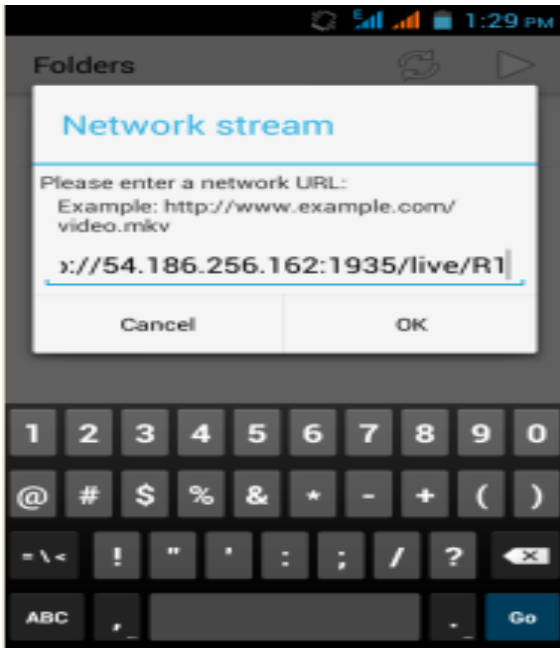 E 1:29 PM
Folders
Network stream
Please enter a network URL:
Example: http://www.example.com/
video.mkv
://54.186.256.162:1935/live/R1
Cancel OK
1 2 3 4 5 6 7 8 9 0
@ # $ % & * - + ( )
= \ < ! " ' : ; / ?
ABC , _ . _ Go